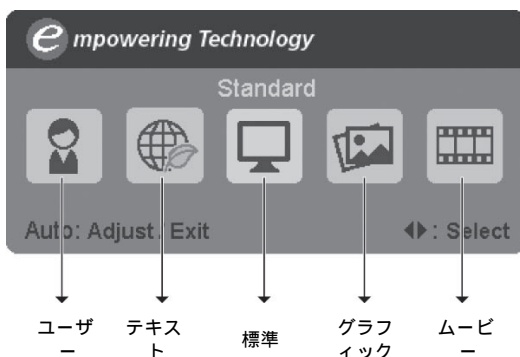 empowering Technology
Standard
Auto: Adjust / Exit ◀▶: Select
ユーザ テキス 標準 グラフ ムービ
ー ト ィック ー